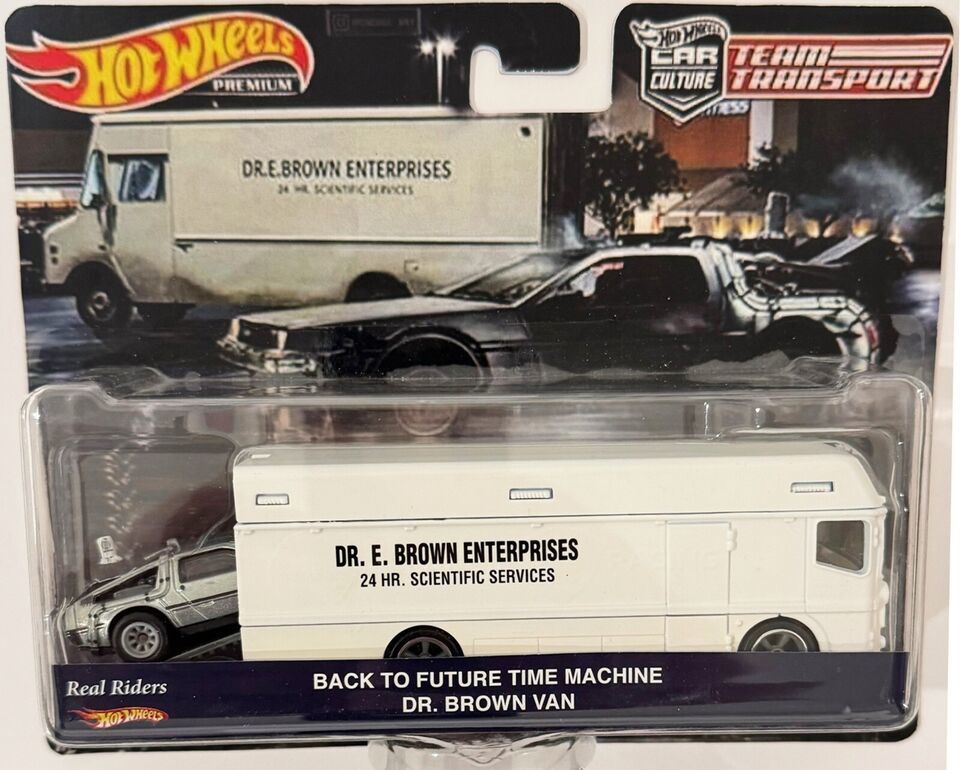 HOT WHEELS
PREMIUM
HOT WHEELS
CAR
CULTURE
TEAM
TRANSPORT
DR.E.BROWN ENTERPRISES
24 HR. SCIENTIFIC SERVICES
DR. E. BROWN ENTERPRISES
24 HR. SCIENTIFIC SERVICES
Real Riders
HOT WHEELS
BACK TO FUTURE TIME MACHINE
DR. BROWN VAN